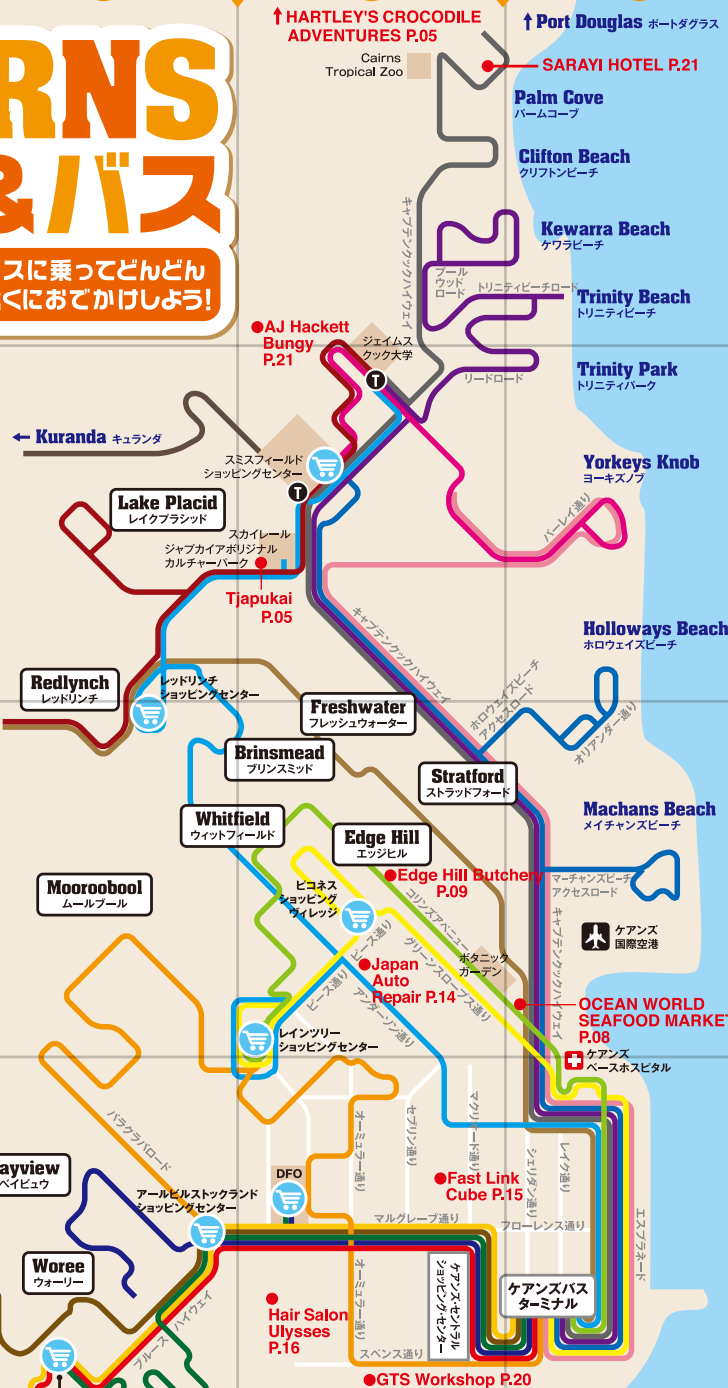 RNS
&バス
スに乗ってどんどん
くにおでかけしよう!
↑HARTLEY'S CROCODILE
ADVENTURES P.05
↑Port Douglas ポートダグラス
Cairns
Tropical Zoo
SARAYI HOTEL P.21
Palm Cove
パームコーブ
Clifton Beach
クリフトンビーチ
キャプテンクックハイウェイ
Kewarra Beach
ケワラビーチ
プール
ウッド
ロード
トリニティビーチロード
Trinity Beach
トリニティビーチ
AJ Hackett
Bungy
P.21
ジェイムス
クック大学
T
リードロード
Trinity Park
トリニティパーク
←Kuranda キュランダ
スミスフィールド
ショッピングセンター
T
Yorkeys Knob
ヨーキズノブ
バーレイ通り
Lake Placid
レイクプラシッド
スカイレール
ジャプカイアボリジナル
カルチャーパーク
Tjapukai
P.05
キャプテンクックハイウェイ
Holloways Beach
ホロウェイズビーチ
ホロウェイズビーチ
アクセスロード
オリアンダー通り
Redlynch
レッドリンチ
レッドリンチ
ショッピングセンター
Freshwater
フレッシュウォーター
Brinsmead
ブリンスミッド
Stratford
ストラッドフォード
Whitfield
ウィットフィールド
Machans Beach
メイチャンズビーチ
Edge Hill
エッジヒル
Mooroobool
ムールブール
ピコネス
ショッピング
ヴィレッジ
Edge Hill Butchery
P.09
マーチャンズビーチ
アクセスロード
コリンズアベニュー
ピース通り
グリーンスロープス通り
キャプテンクックハイウェイ
ケアンズ
国際空港
ボタニック
ガーデン
Japan
Auto
Repair P.14
ピース通り
アンダーソン通り
OCEAN WORLD
SEAFOOD MARKET
P.08
レインツリー
ショッピングセンター
ケアンズ
ベースホスピタル
バラクラバロード
オーミュラー通り
セブリン通り
マクリオード通り
シェリダン通り
レイク通り
ayview
ベイビュウ
DFO
Fast Link
Cube P.15
アールビルストックランド
ショッピングセンター
マルグレーブ通り
フローレンス通り
エスプラネード
Woree
ウォーリー
オーミュラー通り
ケアンズ・セントラル
ショッピング・センター
ケアンズバス
ターミナル
Hair Salon
Ulysses
P.16
ブルース ハイウェイ
スペンス通り
GTS Workshop P.20